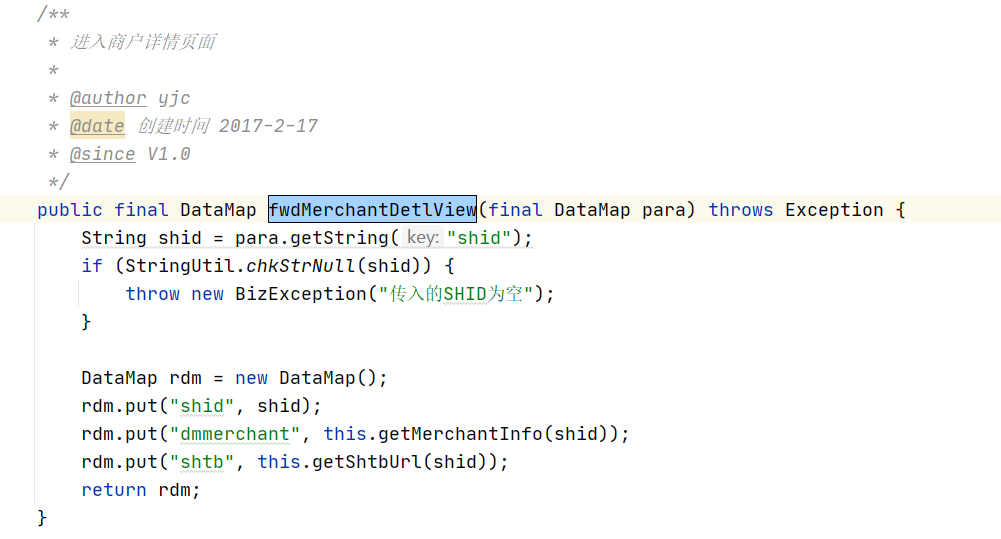 /**
 * 进入商户详情页面
 *
 * @author yjc
 * @date 创建时间 2017-2-17
 * @since V1.0
 */
public final DataMap fwdMerchantDetlView(final DataMap para) throws Exception {
    String shid = para.getString( key: "shid");
    if (StringUtil.chkStrNull(shid)) {
        throw new BizException("传入的SHID为空");
    }

    DataMap rdm = new DataMap();
    rdm.put("shid", shid);
    rdm.put("dmmerchant", this.getMerchantInfo(shid));
    rdm.put("shtb", this.getShtbUrl(shid));
    return rdm;
}